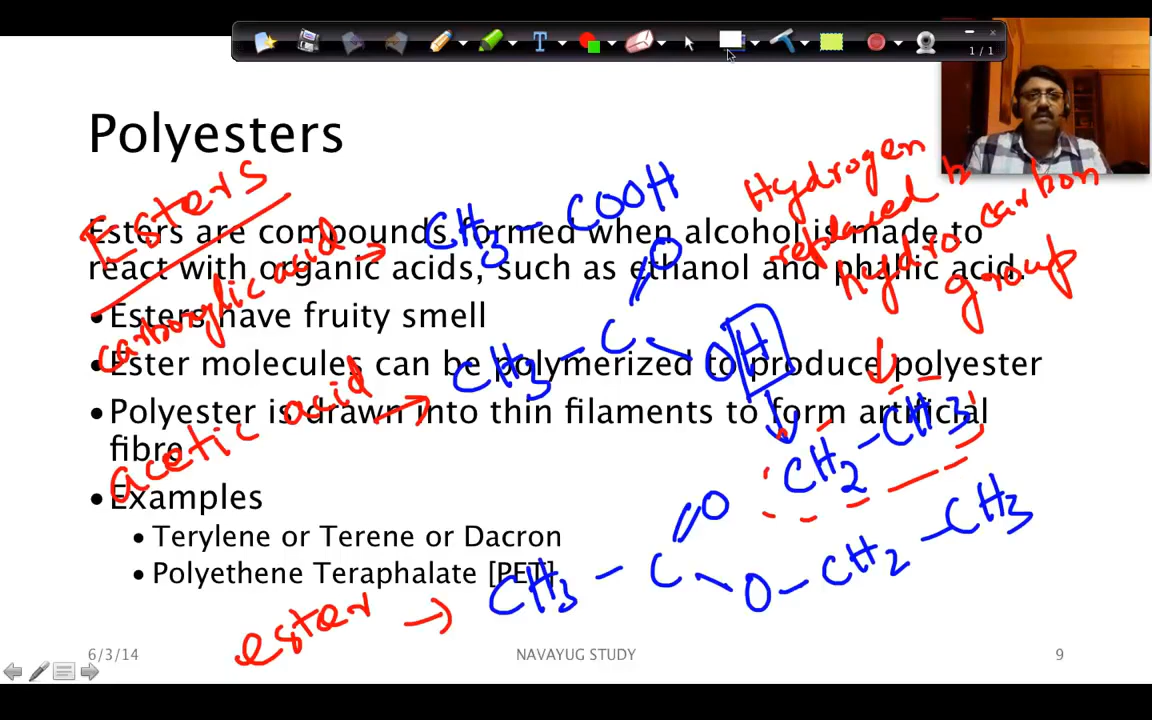 1 / 1
Polyesters
Esters
Hydrogen
replaced b
hydro carbon
group
CH3 - COOH
Esters are compounds formed when alcohol is made to
react with organic acids, such as ethanol and phallic acid.
carboxylic acid →
• Esters have fruity smell
CH3 - C O OH
• Ester molecules can be polymerized to produce polyester
acetic acid →
• Polyester is drawn into thin filaments to form artificial
fibre
CH2 - CH3
• Examples
• Terylene or Terene or Dacron
• Polyethene Teraphalate [PET]
ester → CH3 - C O O - CH2 - CH3
6/3/14
NAVAYUG STUDY
9